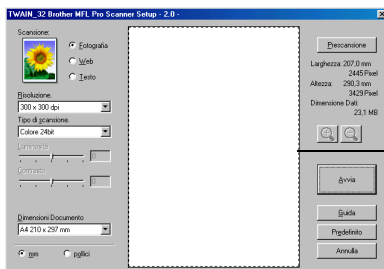 TWAIN_32 Brother MFL Pro Scanner Setup - 2.0 -
Scansione:
Fotografia
Web
Testo
Risoluzione.
300 x 300 dpi
Tipo di scansione.
Colore 24bit
Luminosità
0
Contrasto
0
Dimensioni Documento
A4 210 x 297 mm
mm
pollici
Prescansione
Larghezza: 207,0 mm
2445 Pixel
Altezza: 290,3 mm
3429 Pixel
Dimensione Dati:
23,1 MB
Avvia
Guida
Predefinito
Annulla